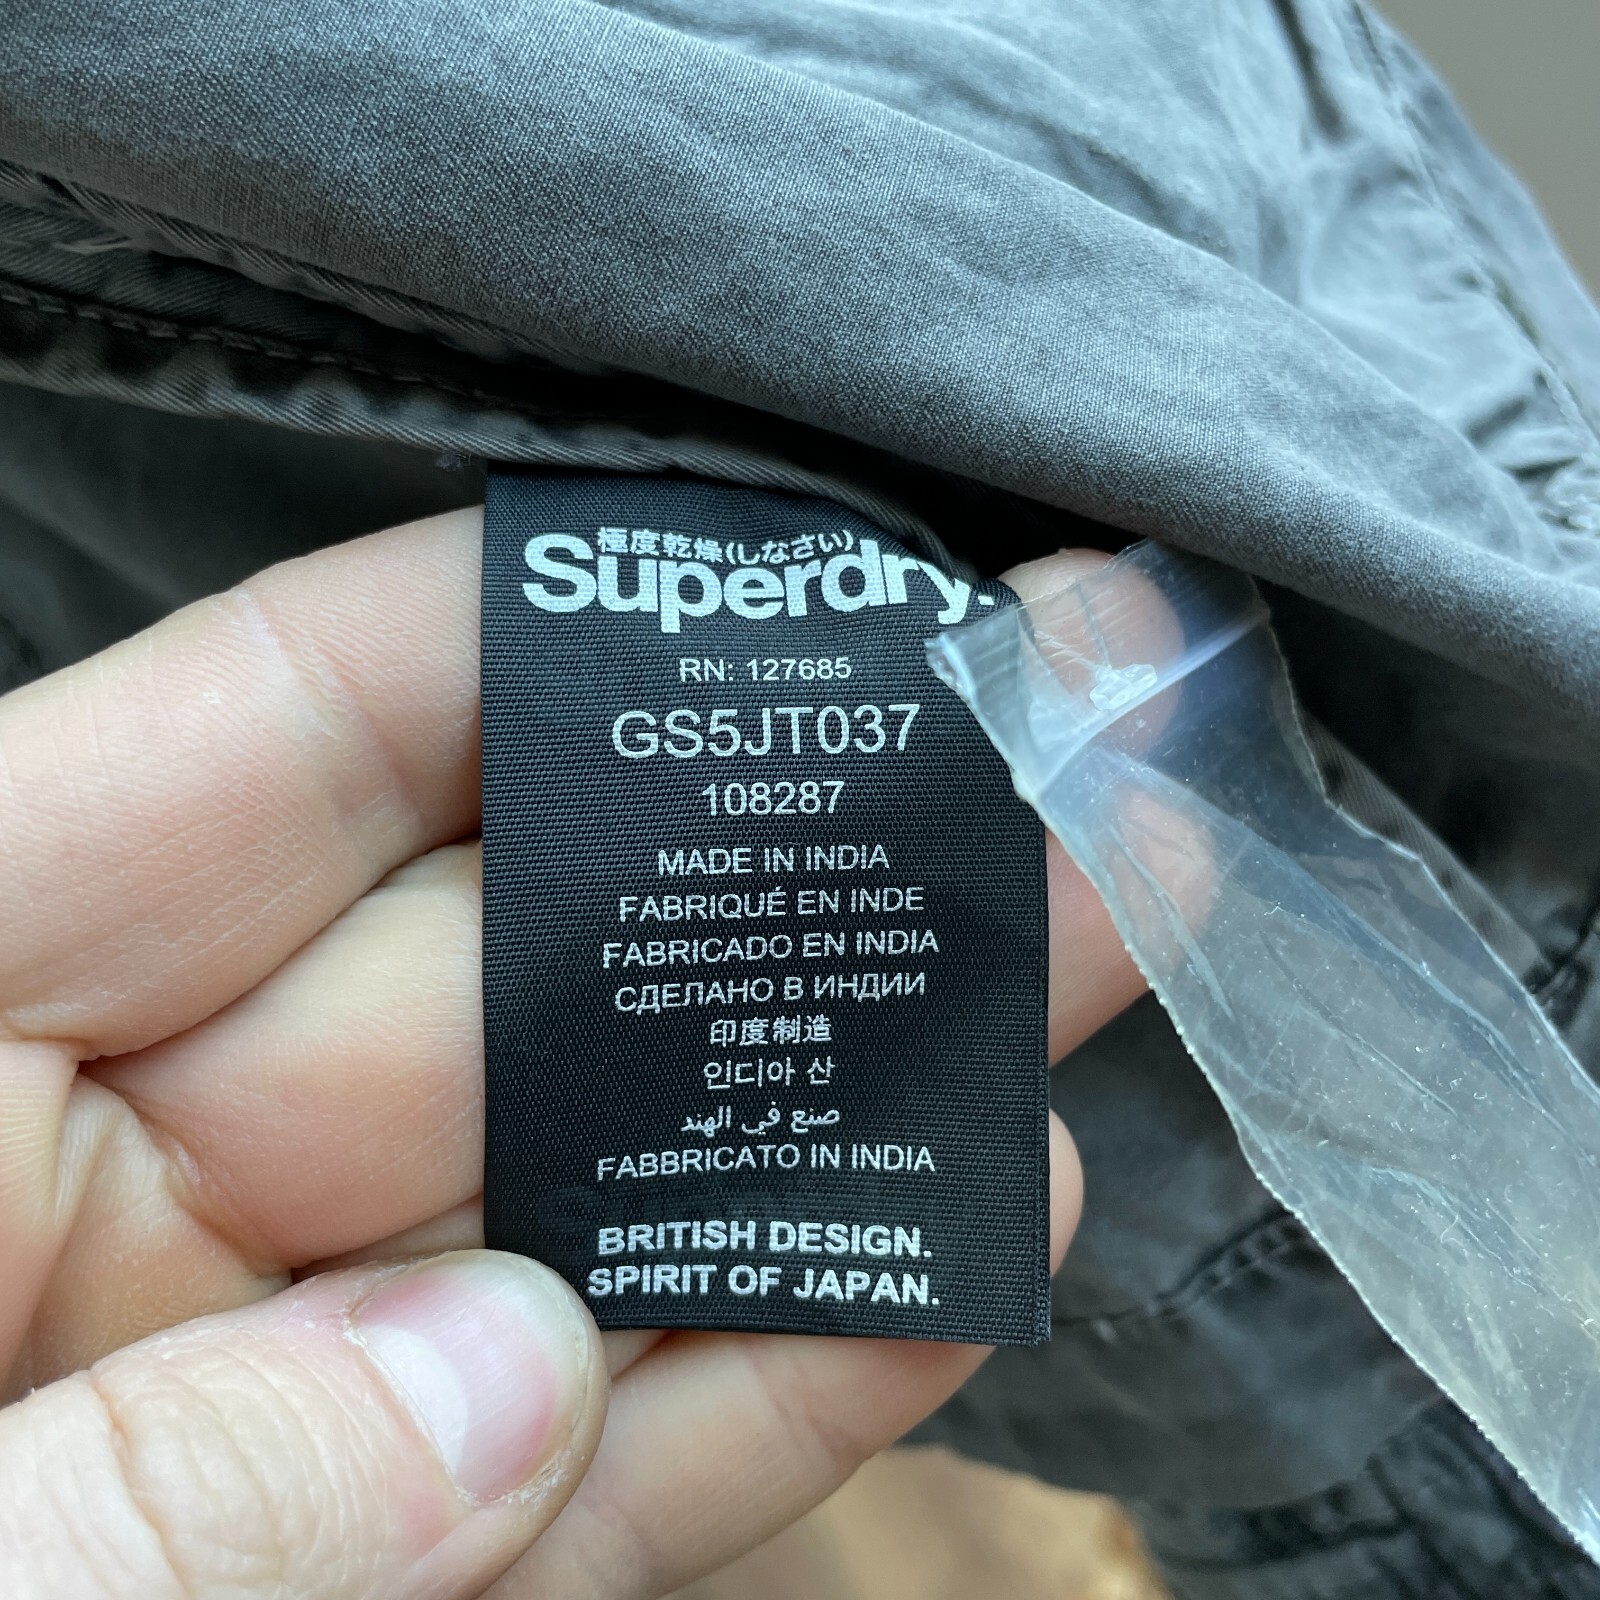 極度乾燥(しなさい)
Superdry.
RN: 127685
GS5JT037
108287
MADE IN INDIA
FABRIQUÉ EN INDE
FABRICADO EN INDIA
СДЕЛАНО В ИНДИИ
印度制造
인디아 산
صنع في الهند
FABBRICATO IN INDIA
BRITISH DESIGN.
SPIRIT OF JAPAN.